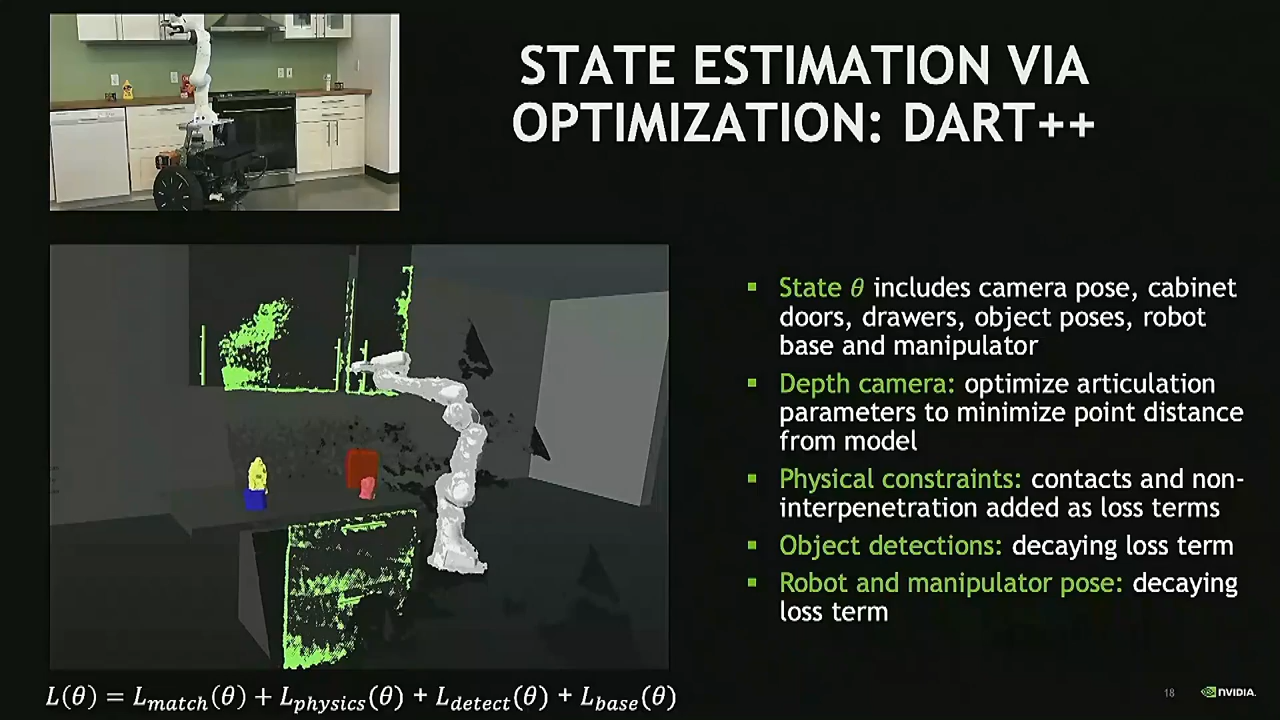 STATE ESTIMATION VIA
OPTIMIZATION: DART++
▪ State θ includes camera pose, cabinet
doors, drawers, object poses, robot
base and manipulator
▪ Depth camera: optimize articulation
parameters to minimize point distance
from model
▪ Physical constraints: contacts and non-
interpenetration added as loss terms
▪ Object detections: decaying loss term
▪ Robot and manipulator pose: decaying
loss term
L(θ) = L_match(θ) + L_physics(θ) + L_detect(θ) + L_base(θ)
18 NVIDIA.